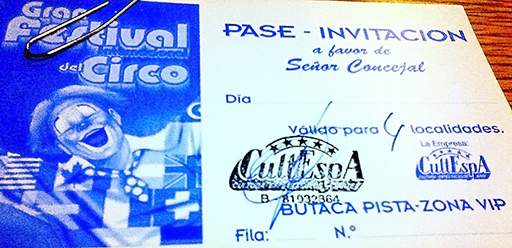 Gran
Festival
del Circo
PASE - INVITACION
a favor de
Señor Concejal
Día
Válido para 4 localidades.
La Empresa:
CultEspA
CultEspA
B - 81032364
BUTACA PISTA-ZONA VIP
Fila: N.º